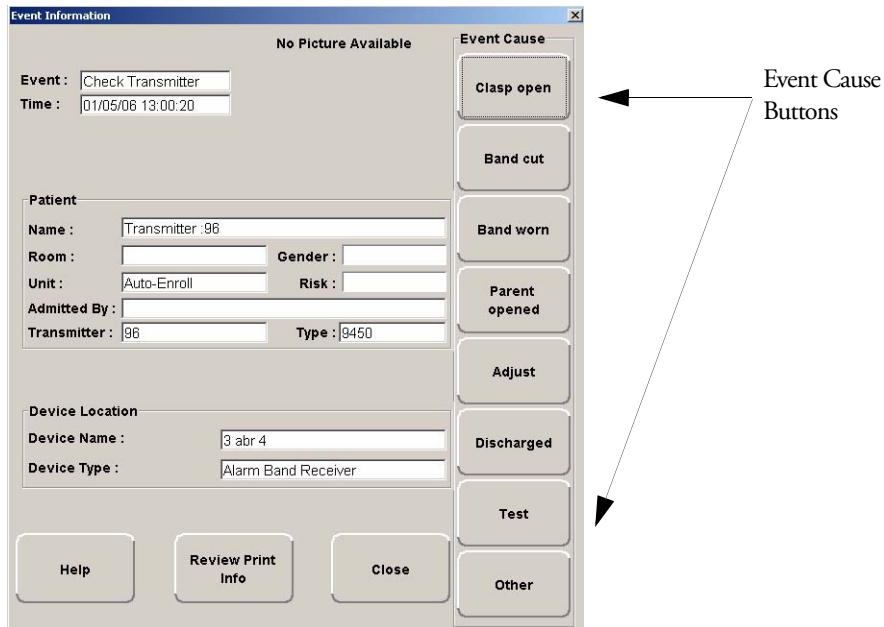 Event Information
No Picture Available
Event :
Check Transmitter
Time :
01/05/06 13:00:20
Patient
Name :
Transmitter :96
Room :
Gender :
Unit :
Auto-Enroll
Risk :
Admitted By :
Transmitter :
96
Type :
9450
Device Location
Device Name :
3 abr 4
Device Type :
Alarm Band Receiver
Help
Review Print
Info
Close
Event Cause
Clasp open
Band cut
Band worn
Parent
opened
Adjust
Discharged
Test
Other
Event Cause
Buttons